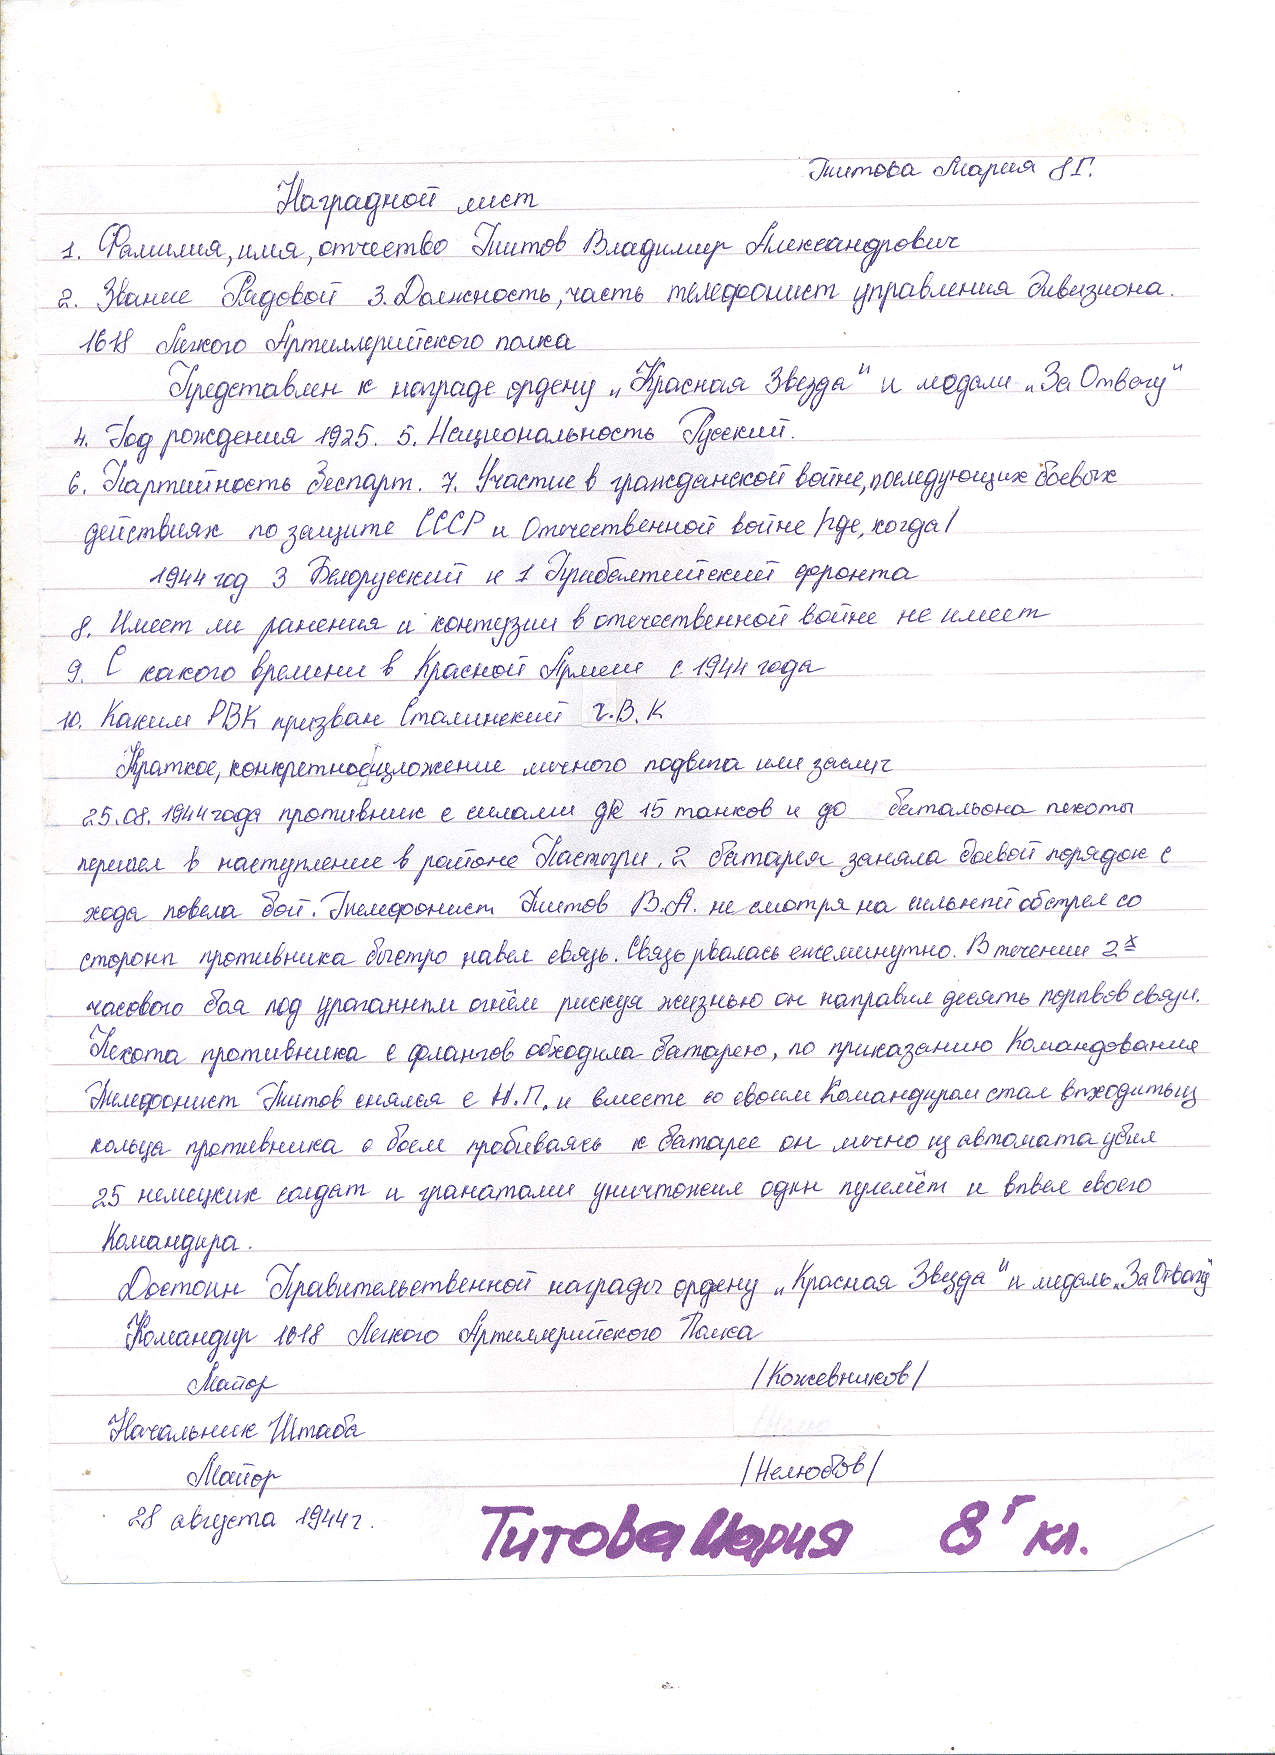 Титова Мария 8Г.
Наградной лист
1. Фамилия, имя, отчество Титов Владимир Александрович
2. Звание Рядовой 3. Должность, часть телефонист управления дивизиона.
1618 Легкого Артиллерийского полка
Представлен к награде ордену „Красная Звезда" и медали „За Отвагу"
4. Год рождения 1925. 5. Национальность Русский.
6. Партийность Беспарт. 7. Участие в гражданской войне, последующих боевых
действиях по защите СССР и Отечественной войне /где, когда/
1944 год 3 Белорусский и 1 Прибалтийский фронта
8. Имеет ли ранения и контузии в отечественной войне не имеет
9. С какого времени в Красной Армии с 1944 года
10. Каким РВК призван Сталинский Г.В.К
Краткое, конкретное изложение личного подвига или заслуг
25.08.1944 года противник с силами до 15 танков и до батальона пехоты
перешел в наступление в районе Пастыри. 2 батарея заняла боевой порядок с
хода повела бой. Телефонист Титов В.А. не смотря на сильный обстрел со
стороны противника быстро навел связь. Связь рвалась ежеминутно. В течении 2х
часового боя под ураганным огнём рискуя жизнью он направил десять порывов связи.
Пехота противника с флангов обходила батарею, по приказанию Командования
Телефонист Титов снялся с Н.П. и вместе со своим Командиром стал выходить из
кольца противника с боем пробиваясь к батарее он лично из автомата убил
25 немецких солдат и гранатами уничтожил один пулемёт и вывел своего
Командира.
Достоин Правительственной награды ордену „Красная Звезда" и медаль „За Отвагу"
Командир 1618 Легкого Артиллерийского Полка
Майор /Кожевников/
Начальник Штаба
Майор /Нелюбов/
28 августа 1944 г.
Титова Мария 8 г кл.